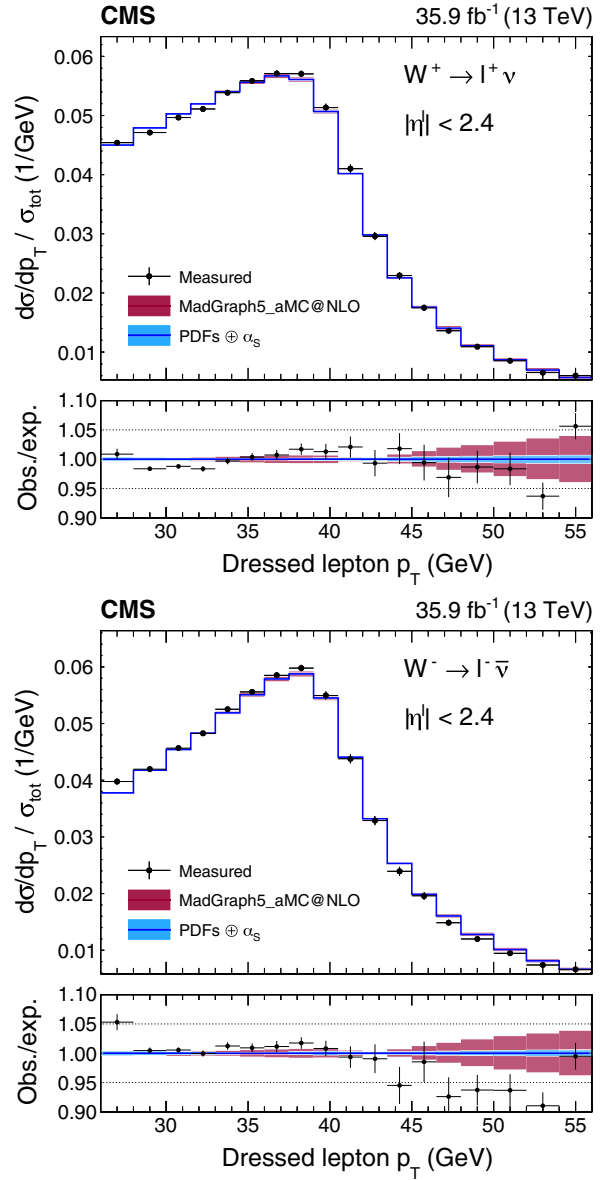 CMS 35.9 fb⁻¹ (13 TeV)
W⁺ → l⁺ ν
|ηˡ| < 2.4
dσ/dp_T / σ_tot (1/GeV)
0.06
0.05
0.04
0.03
0.02
0.01
Measured
MadGraph5_aMC@NLO
PDFs ⊕ α_S
Obs./exp.
1.10
1.05
1.00
0.95
0.90
30 35 40 45 50 55
Dressed lepton p_T (GeV)
CMS 35.9 fb⁻¹ (13 TeV)
W⁻ → l⁻ ν̄
|ηˡ| < 2.4
dσ/dp_T / σ_tot (1/GeV)
0.06
0.05
0.04
0.03
0.02
0.01
Measured
MadGraph5_aMC@NLO
PDFs ⊕ α_S
Obs./exp.
1.10
1.05
1.00
0.95
0.90
30 35 40 45 50 55
Dressed lepton p_T (GeV)